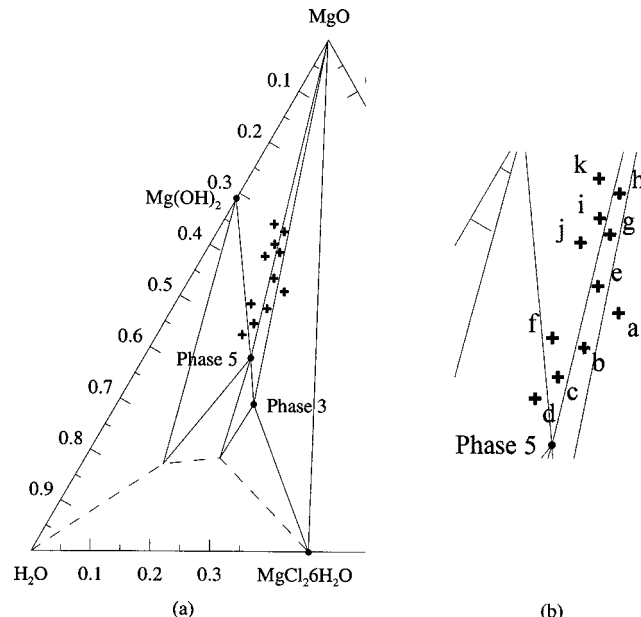 MgO
0.1
0.2
0.3
Mg(OH)₂
0.4
0.5
0.6
Phase 5
0.7
Phase 3
0.8
0.9
H₂O
0.1
0.2
0.3
MgCl₂6H₂O
(a)
k
h
i
g
j
e
a
f
b
c
d
Phase 5
(b)